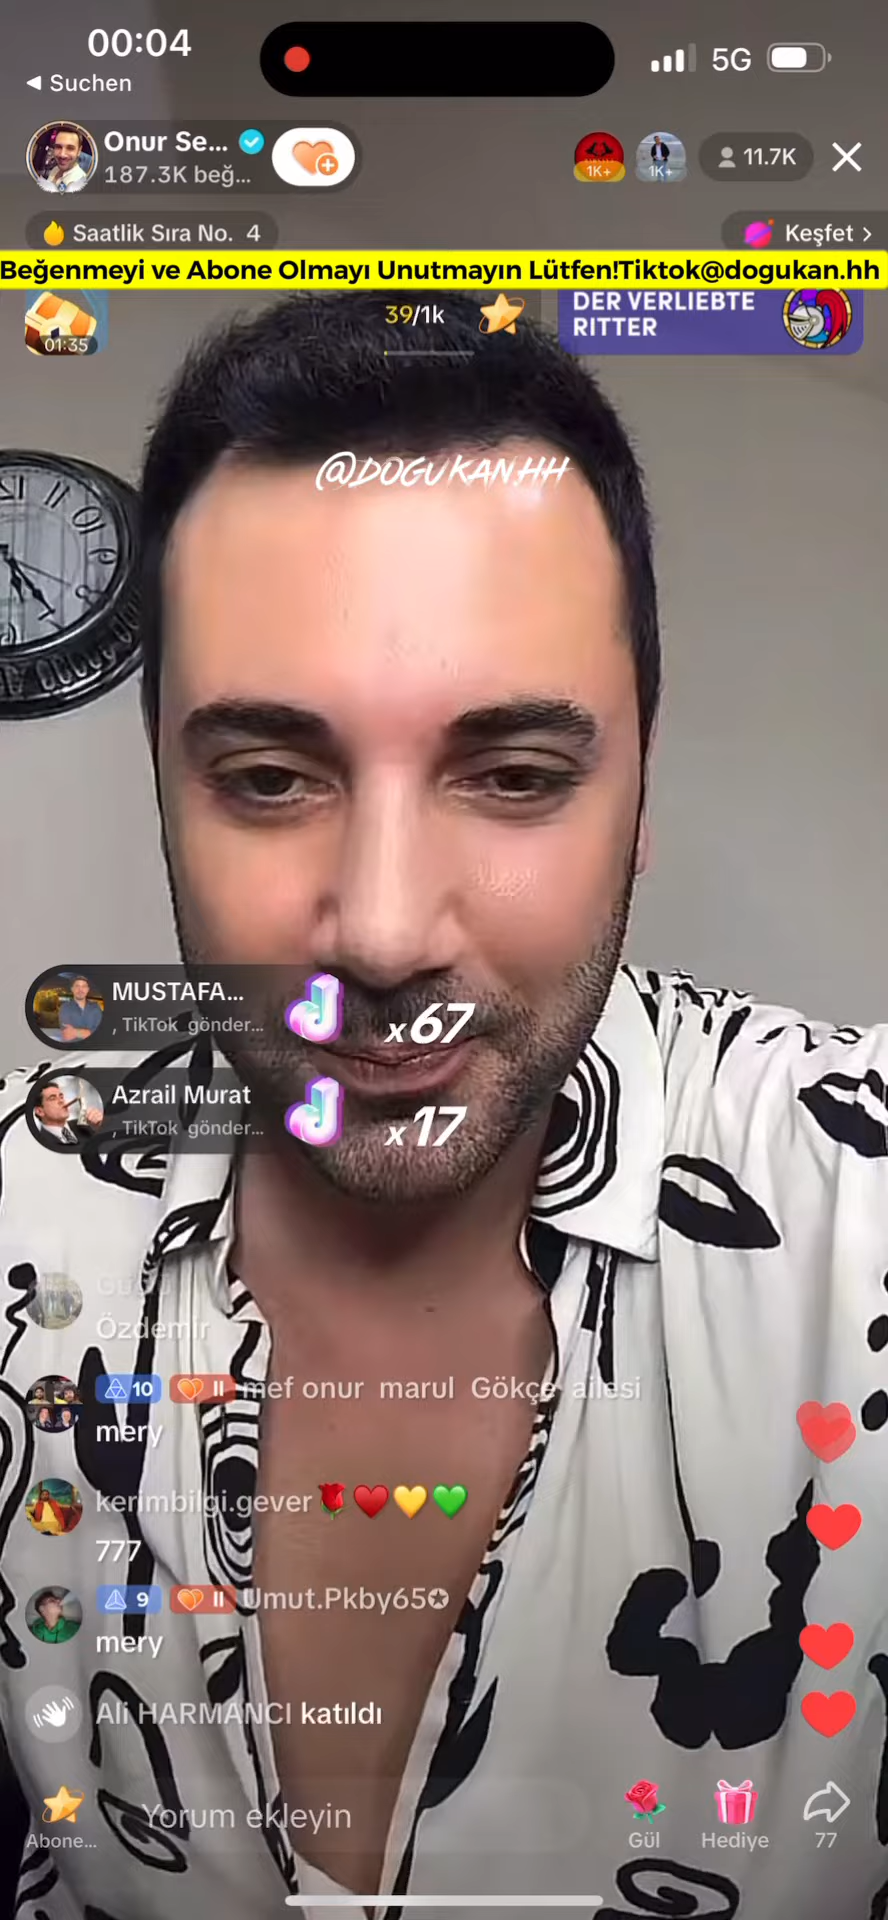 00:04
5G
◀ Suchen
Onur Se...
187.3K beğ...
1K+
1K+
11.7K
Saatlik Sıra No. 4
Keşfet >
Beğenmeyi ve Abone Olmayı Unutmayın Lütfen!Tiktok@dogukan.hh
01:35
39/1k
DER VERLIEBTE
RITTER
@DOGUKAN.HH
MUSTAFA...
, TikTok gönder...
x67
Azrail Murat
, TikTok gönder...
x17
Özdemir
10 II mef onur marul Gökçe ailesi
mery
kerimbilgi.gever🌹❤️💛💚
777
9 II Umut.Pkby65✪
mery
Ali HARMANCI katıldı
Abone...
Yorum ekleyin
Gül
Hediye
77